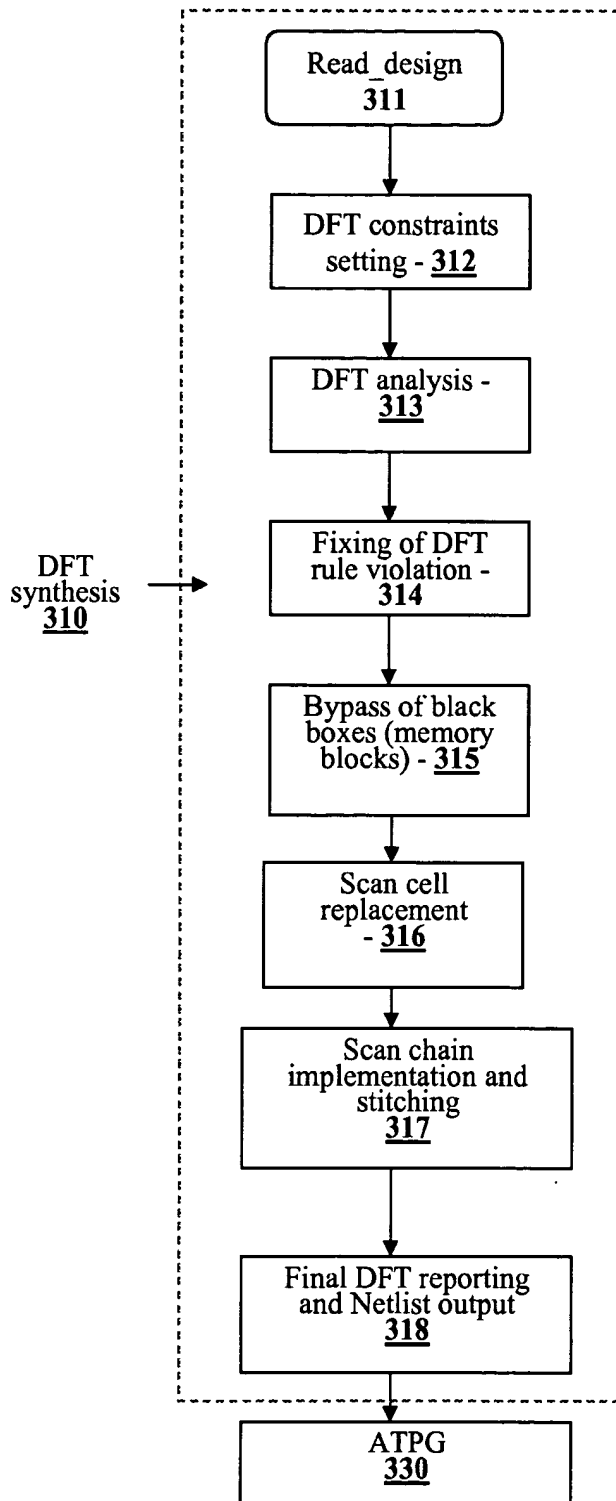 Read_design
311
DFT constraints
setting - 312
DFT analysis -
313
Fixing of DFT
rule violation -
314
DFT
synthesis
310
Bypass of black
boxes (memory
blocks) - 315
Scan cell
replacement
- 316
Scan chain
implementation and
stitching
317
Final DFT reporting
and Netlist output
318
ATPG
330